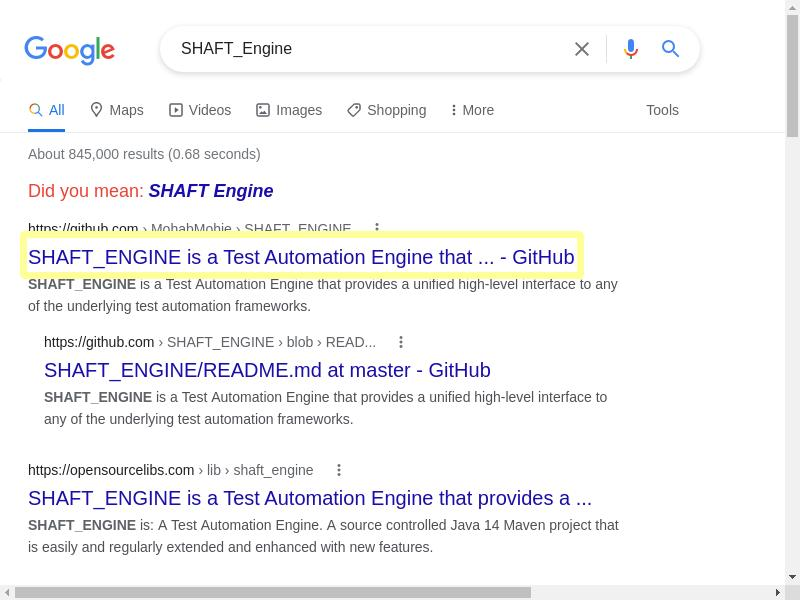 Google
SHAFT_Engine
All
Maps
Videos
Images
Shopping
More
Tools
About 845,000 results (0.68 seconds)
Did you mean: SHAFT Engine
https://github.com › MohabMohie › SHAFT_ENGINE
SHAFT_ENGINE is a Test Automation Engine that ... - GitHub
SHAFT_ENGINE is a Test Automation Engine that provides a unified high-level interface to any
of the underlying test automation frameworks.
https://github.com › SHAFT_ENGINE › blob › READ...
SHAFT_ENGINE/README.md at master - GitHub
SHAFT_ENGINE is a Test Automation Engine that provides a unified high-level interface to
any of the underlying test automation frameworks.
https://opensourcelibs.com › lib › shaft_engine
SHAFT_ENGINE is a Test Automation Engine that provides a ...
SHAFT_ENGINE is: A Test Automation Engine. A source controlled Java 14 Maven project that
is easily and regularly extended and enhanced with new features.